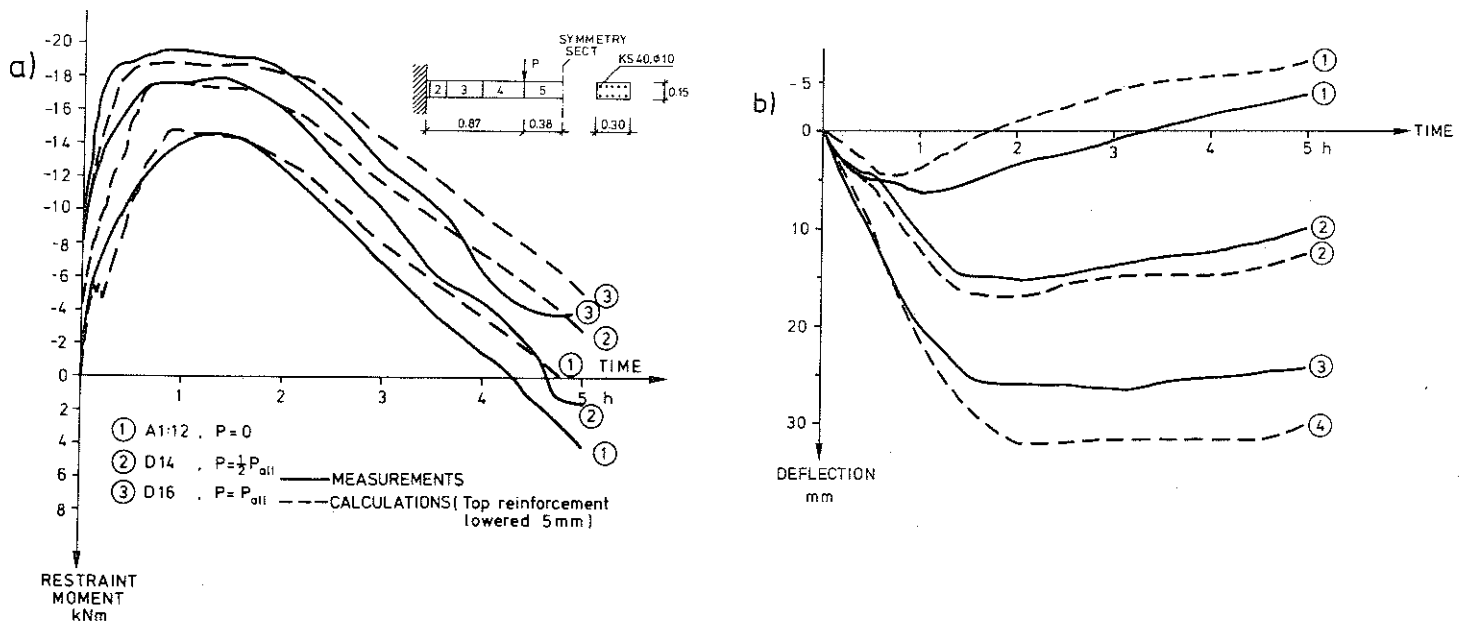 a)
-20
-18
-16
-14
-12
-10
-8
-6
-4
-2
0
2
4
6
8
1
2
3
4
5
h
TIME
SYMMETRY
SECT
P
KS 40, φ10
2
3
4
5
0.15
0.87
0.38
0.30
3
3
2
1
2
1
① A1:12 , P=0
② D14 , P=½Pall
③ D16 , P=Pall
MEASUREMENTS
CALCULATIONS(Top reinforcement
lowered 5mm)
RESTRAINT
MOMENT
kNm
b)
-5
0
10
20
30
1
2
3
4
5
h
TIME
①
①
②
②
③
④
DEFLECTION
mm